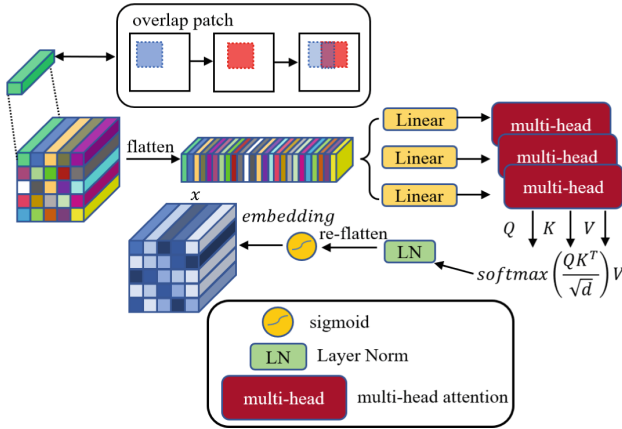 overlap patch
flatten
Linear
Linear
Linear
multi-head
multi-head
multi-head
x
embedding
re-flatten
LN
Q K V
softmax(QK^T/√d)V
sigmoid
LN Layer Norm
multi-head multi-head attention